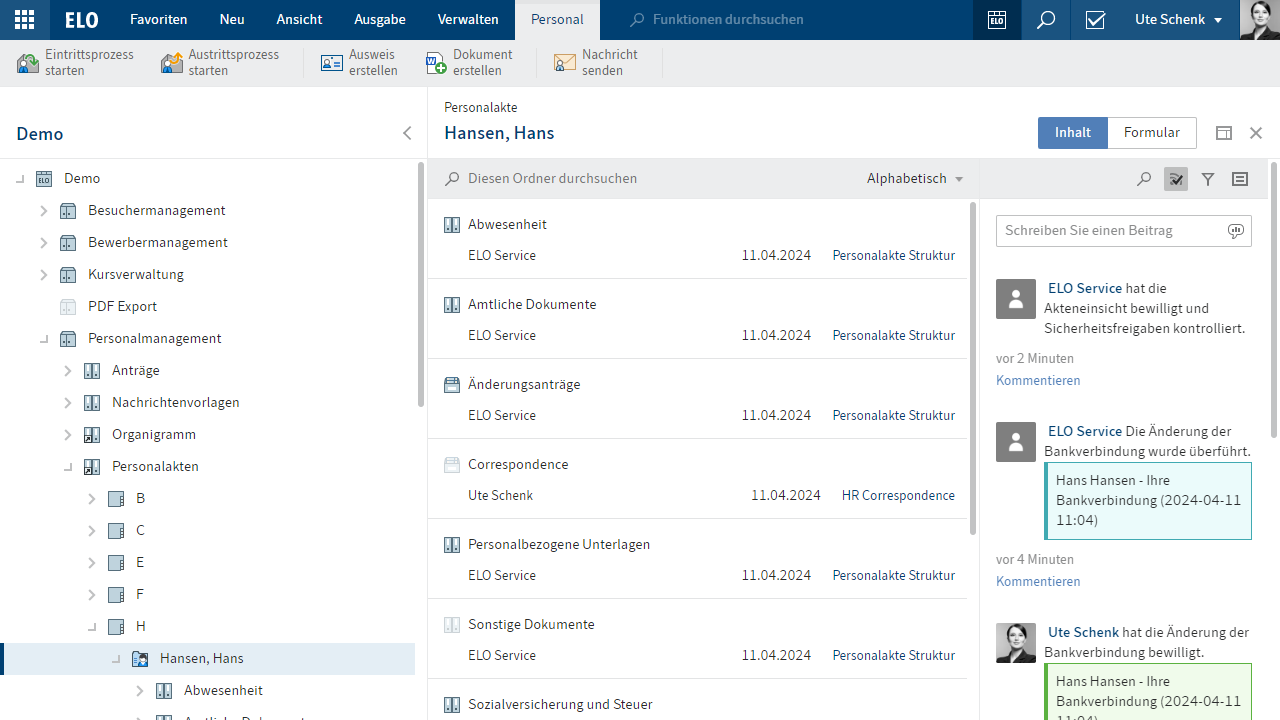 ELO Favoriten Neu Ansicht Ausgabe Verwalten Personal Funktionen durchsuchen ELO Ute Schenk
Eintrittsprozess starten
Austrittsprozess starten
Ausweis erstellen
Dokument erstellen
Nachricht senden
Demo
ELO Demo
Besuchermanagement
Bewerbermanagement
Kursverwaltung
PDF Export
Personalmanagement
Anträge
Nachrichtenvorlagen
Organigramm
Personalakten
B
C
E
F
H
Hansen, Hans
Abwesenheit
Personalakte
Hansen, Hans
Inhalt Formular
Diesen Ordner durchsuchen Alphabetisch
Abwesenheit
ELO Service 11.04.2024 Personalakte Struktur
Amtliche Dokumente
ELO Service 11.04.2024 Personalakte Struktur
Änderungsanträge
ELO Service 11.04.2024 Personalakte Struktur
Correspondence
Ute Schenk 11.04.2024 HR Correspondence
Personalbezogene Unterlagen
ELO Service 11.04.2024 Personalakte Struktur
Sonstige Dokumente
ELO Service 11.04.2024 Personalakte Struktur
Sozialversicherung und Steuer
Schreiben Sie einen Beitrag
ELO Service hat die
Akteneinsicht bewilligt und
Sicherheitsfreigaben kontrolliert.
vor 2 Minuten
Kommentieren
ELO Service Die Änderung der
Bankverbindung wurde überführt.
Hans Hansen - Ihre
Bankverbindung (2024-04-11
11:04)
vor 4 Minuten
Kommentieren
Ute Schenk hat die Änderung der
Bankverbindung bewilligt.
Hans Hansen - Ihre
Bankverbindung (2024-04-11
11:04)